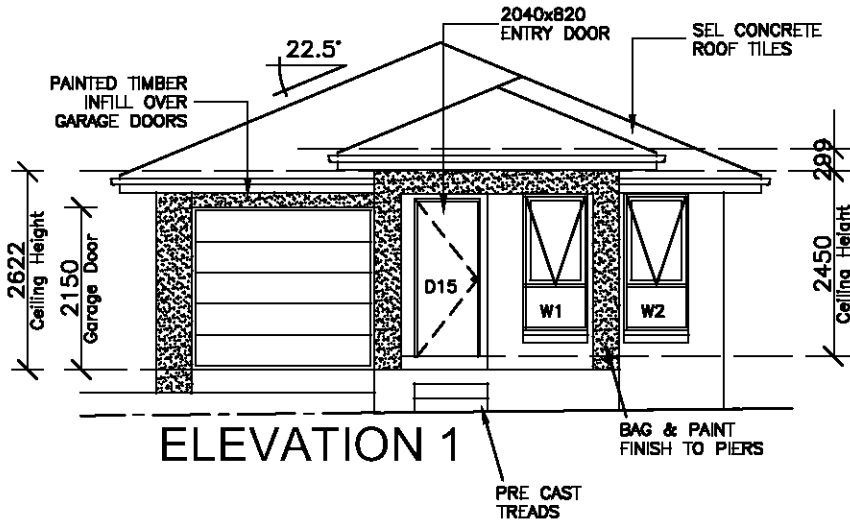 2040x820
ENTRY DOOR
SEL CONCRETE
ROOF TILES
22.5°
PAINTED TIMBER
INFILL OVER
GARAGE DOORS
299
2622
Ceiling Height
2150
Garage Door
2450
Ceiling Height
D15
W1
W2
ELEVATION 1
BAG & PAINT
FINISH TO PIERS
PRE CAST
TREADS